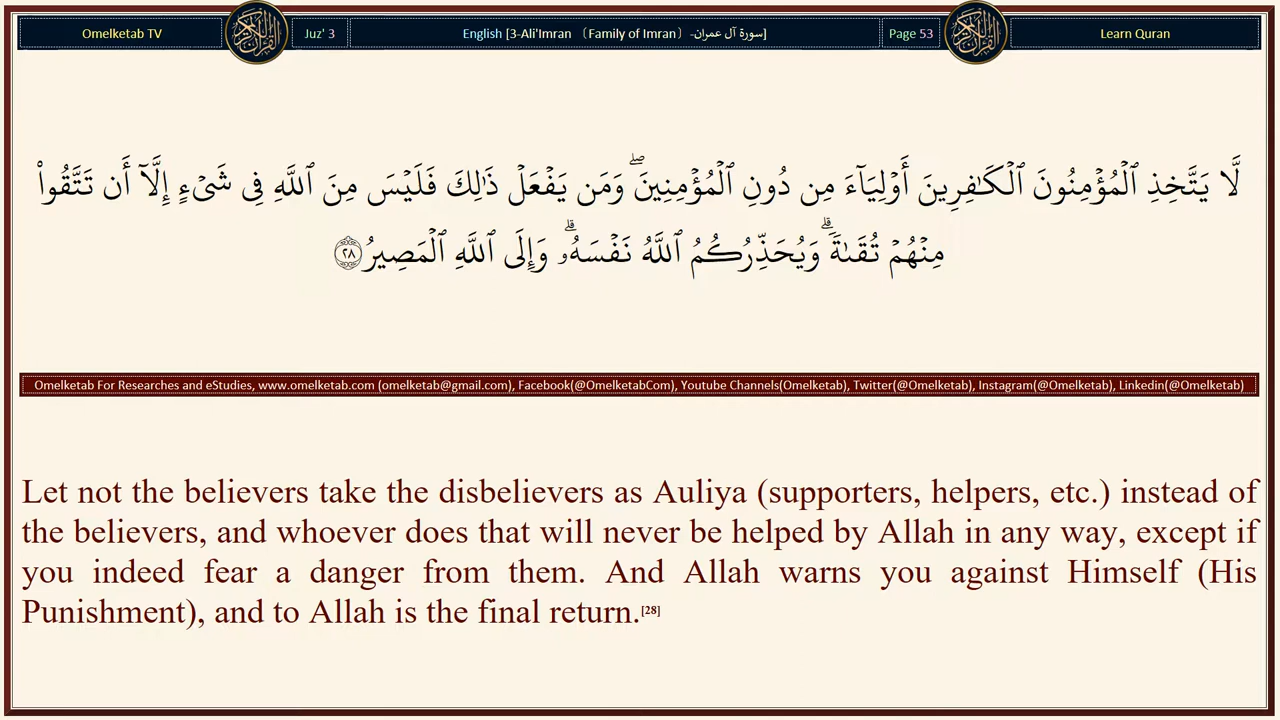 Omelketab TV
Juz' 3
English [3-Ali'Imran (Family of Imran) -سورة آل عمران]
Page 53
Learn Quran
لَّا يَتَّخِذِ ٱلْمُؤْمِنُونَ ٱلْكَـٰفِرِينَ أَوْلِيَآءَ مِن دُونِ ٱلْمُؤْمِنِينَ ۖ وَمَن يَفْعَلْ ذَٰلِكَ فَلَيْسَ مِنَ ٱللَّهِ فِى شَىْءٍ إِلَّآ أَن تَتَّقُوا۟
مِنْهُمْ تُقَىٰةً ۗ وَيُحَذِّرُكُمُ ٱللَّهُ نَفْسَهُۥ ۗ وَإِلَى ٱللَّهِ ٱلْمَصِيرُ ٢٨
Omelketab For Researches and eStudies, www.omelketab.com (omelketab@gmail.com), Facebook(@OmelketabCom), Youtube Channels(Omelketab), Twitter(@Omelketab), Instagram(@Omelketab), Linkedin(@Omelketab)
Let not the believers take the disbelievers as Auliya (supporters, helpers, etc.) instead of
the believers, and whoever does that will never be helped by Allah in any way, except if
you indeed fear a danger from them. And Allah warns you against Himself (His
Punishment), and to Allah is the final return.[28]